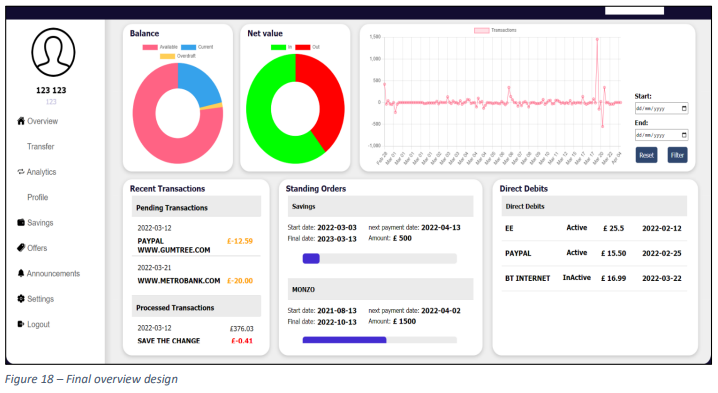 123 123
123
Overview
Transfer
Analytics
Profile
Savings
Offers
Announcements
Settings
Logout
Balance
Available Current
Overdraft
Net value
In Out
Transactions
1,500
1,000
500
0
-500
-1,000
Start:
dd/mm/yyyy
End:
dd/mm/yyyy
Reset Filter
Recent Transactions
Pending Transactions
2022-03-12
PAYPAL £-12.59
WWW.GUMTREE.COM
2022-03-21
WWW.METROBANK.COM £-20.00
Processed Transactions
2022-03-12 £376.03
SAVE THE CHANGE £-0.41
Standing Orders
Savings
Start date: 2022-03-03 next payment date: 2022-04-13
Final date: 2023-03-13 Amount: £ 500
MONZO
Start date: 2021-08-13 next payment date: 2022-04-02
Final date: 2022-10-13 Amount: £ 1500
Direct Debits
Direct Debits
EE Active £ 25.5 2022-02-12
PAYPAL Active £ 15.50 2022-02-25
BT INTERNET InActive £ 16.99 2022-03-22
Figure 18 – Final overview design